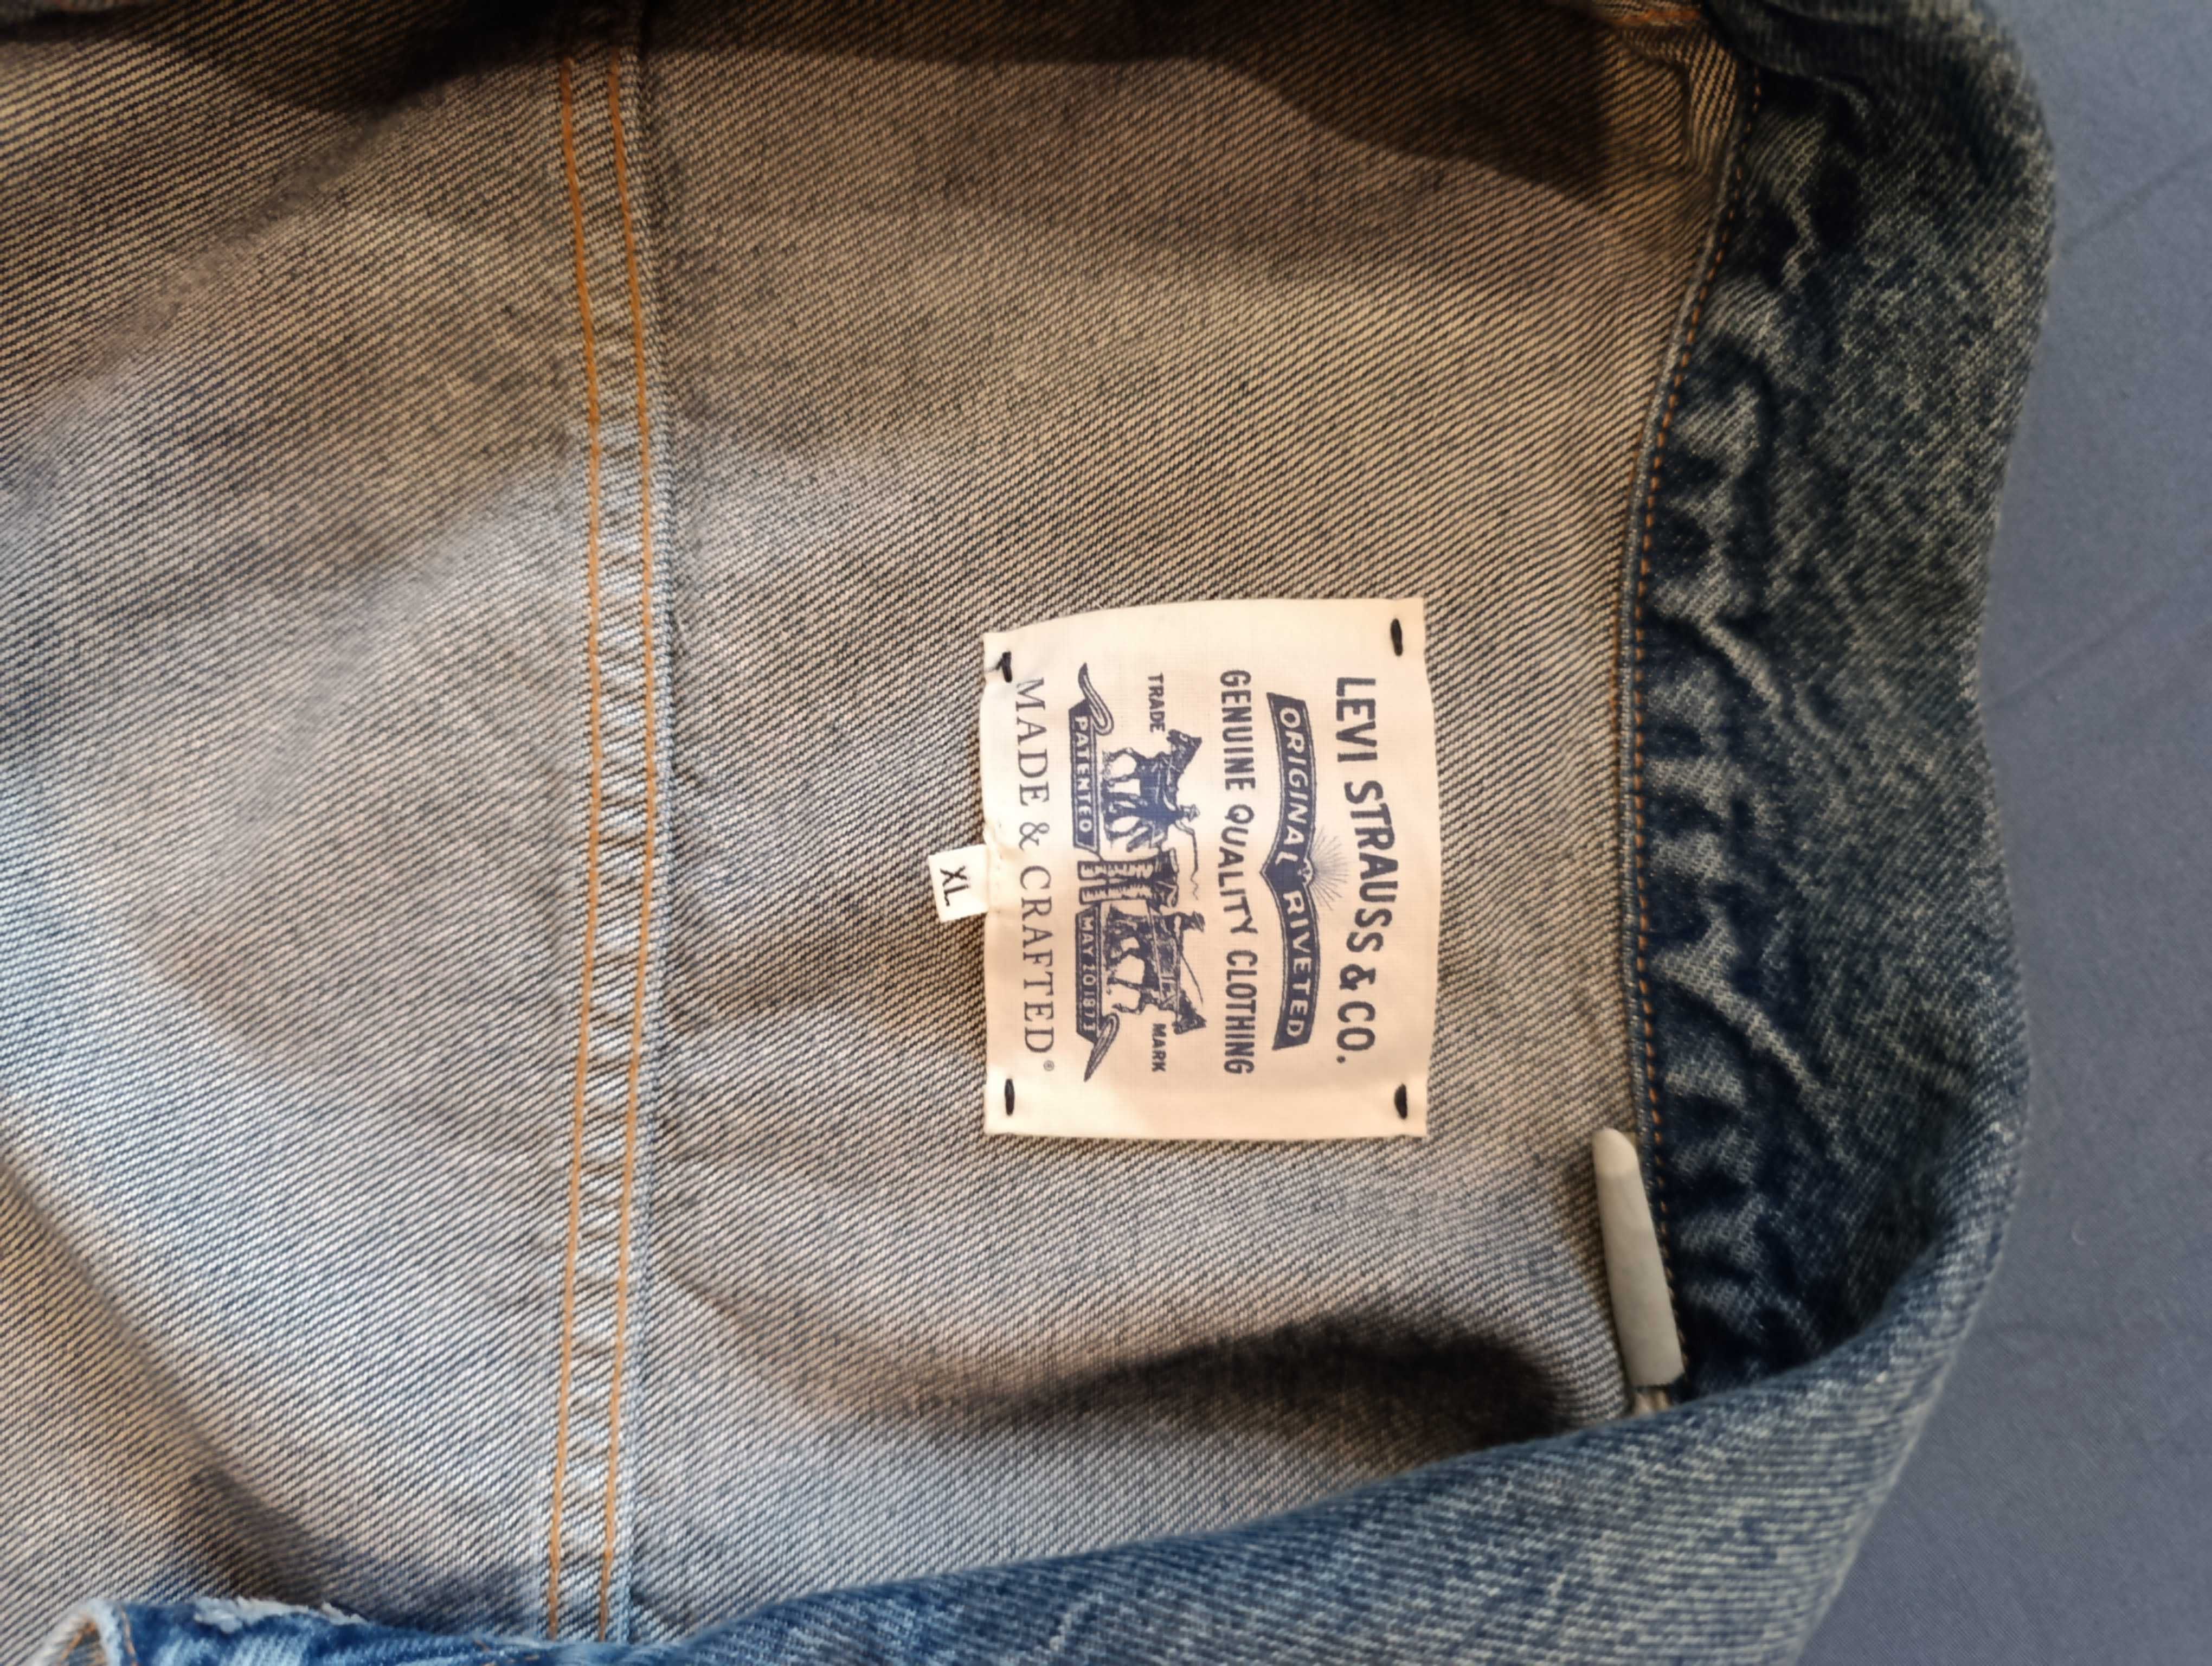 LEVI STRAUSS & CO.
ORIGINAL RIVETED
GENUINE QUALITY CLOTHING
TRADE MARK
PATENTED MAY 20 1873
MADE & CRAFTED®
XL